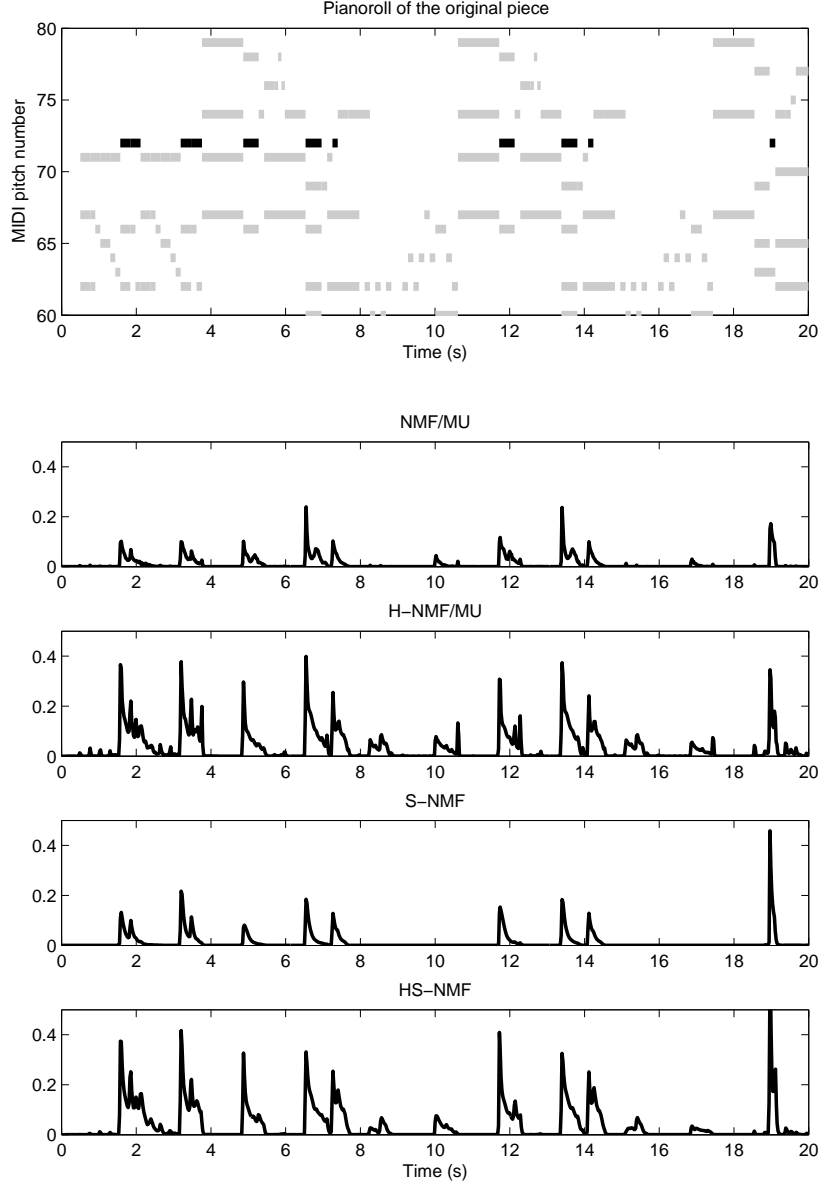 Pianoroll of the original piece
80
75
70
65
60
MIDI pitch number
0 2 4 6 8 10 12 14 16 18 20
Time (s)
NMF/MU
0.4
0.2
0
0 2 4 6 8 10 12 14 16 18 20
H−NMF/MU
0.4
0.2
0
0 2 4 6 8 10 12 14 16 18 20
S−NMF
0.4
0.2
0
0 2 4 6 8 10 12 14 16 18 20
HS−NMF
0.4
0.2
0
0 2 4 6 8 10 12 14 16 18 20
Time (s)